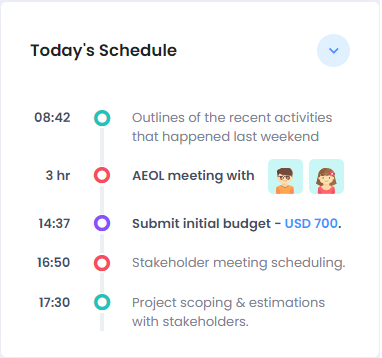 Today's Schedule
08:42 Outlines of the recent activities
that happened last weekend
3 hr AEOL meeting with
14:37 Submit initial budget - USD 700.
16:50 Stakeholder meeting scheduling.
17:30 Project scoping & estimations
with stakeholders.